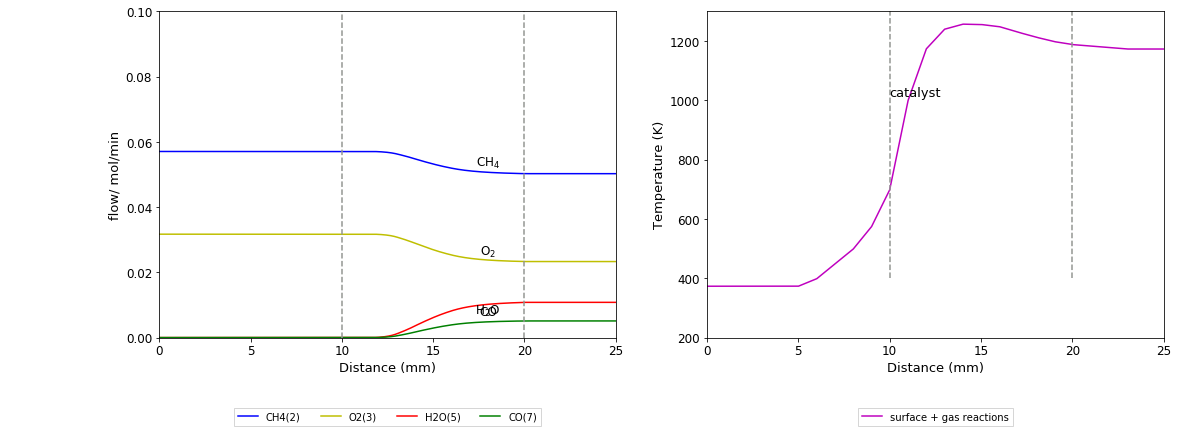 0.10
0.08
0.06
0.04
0.02
0.00
flow/ mol/min
CH4
O2
H2O
CO
0 5 10 15 20 25
Distance (mm)
CH4(2) O2(3) H2O(5) CO(7)
1200
1000
800
600
400
200
Temperature (K)
catalyst
0 5 10 15 20 25
Distance (mm)
surface + gas reactions